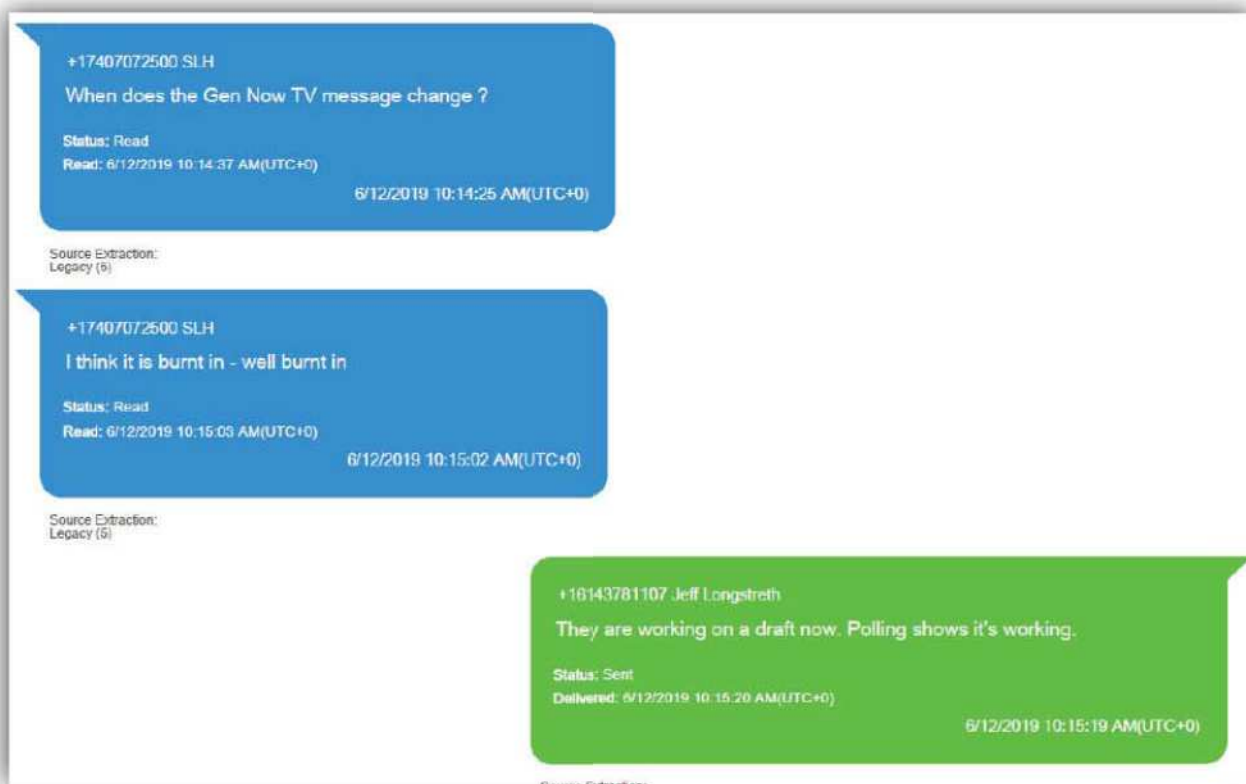 +17407072500 SLH
When does the Gen Now TV message change ?
Status: Read
Read: 6/12/2019 10:14:37 AM(UTC+0)
6/12/2019 10:14:25 AM(UTC+0)
Source Extraction:
Legacy (5)
+17407072500 SLH
I think it is burnt in - well burnt in
Status: Read
Read: 6/12/2019 10:15:03 AM(UTC+0)
6/12/2019 10:15:02 AM(UTC+0)
Source Extraction:
Legacy (5)
+16143781107 Jeff Longstreth
They are working on a draft now. Polling shows it's working.
Status: Sent
Delivered: 6/12/2019 10:15:20 AM(UTC+0)
6/12/2019 10:15:19 AM(UTC+0)